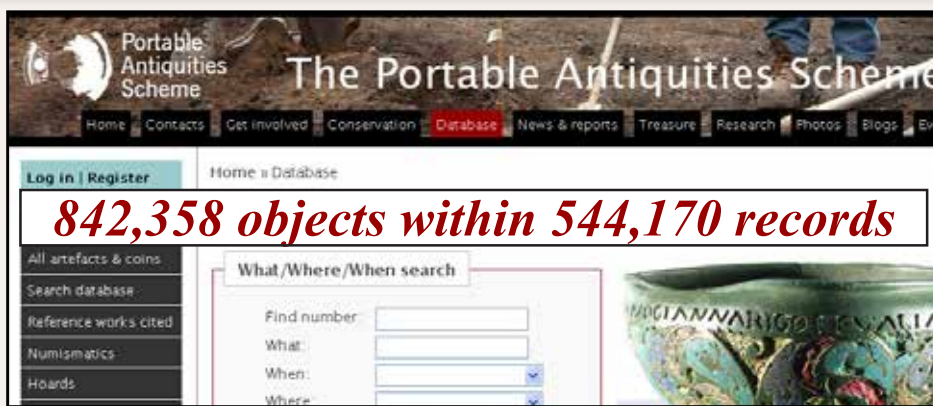 Portable
Antiquities
Scheme
The Portable Antiquities Scheme
Home Contacts Get involved Conservation Database News & reports Treasure Research Photos Blogs
Home » Database
Log in | Register
842,358 objects within 544,170 records
All artefacts & coins
What/Where/When search
Search database
Find number:
Reference works cited
What:
Numismatics
When:
Hoards
Where: